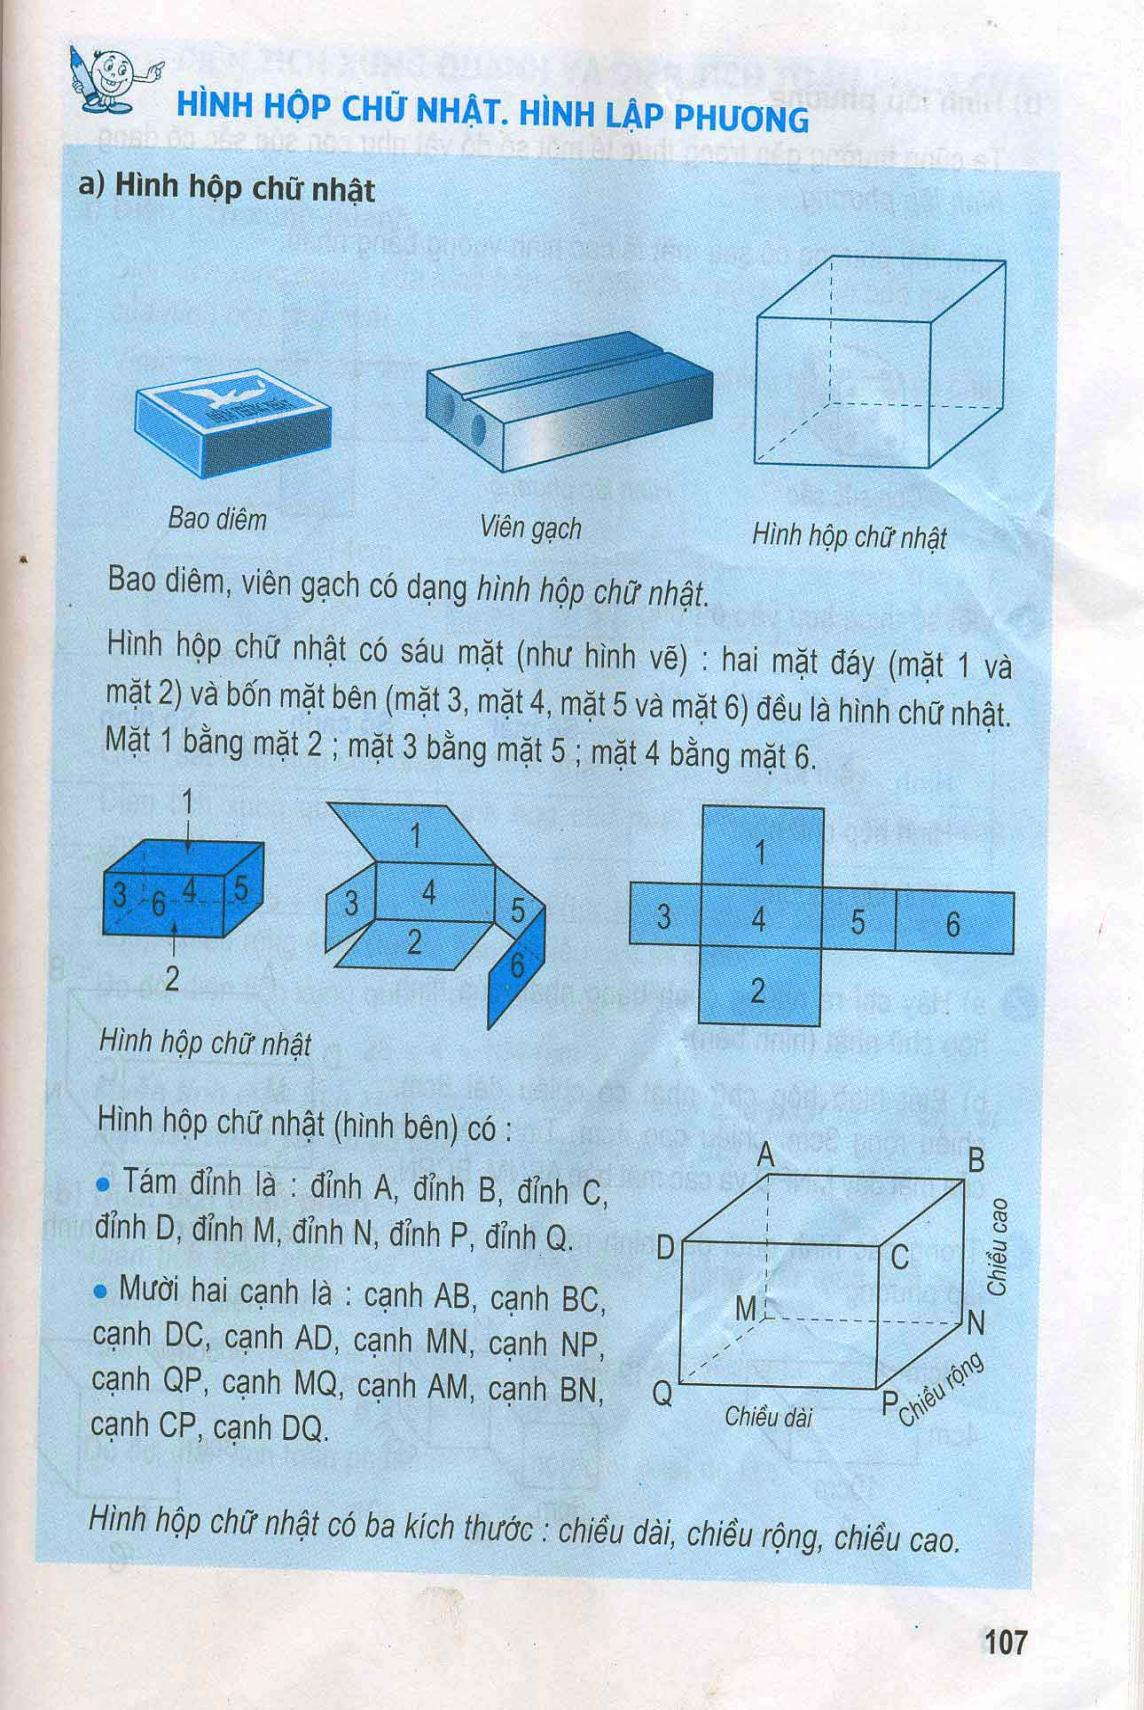 HÌNH HỘP CHỮ NHẬT. HÌNH LẬP PHƯƠNG
a) Hình hộp chữ nhật
Bao diêm
Viên gạch
Hình hộp chữ nhật
Bao diêm, viên gạch có dạng hình hộp chữ nhật.
Hình hộp chữ nhật có sáu mặt (như hình vẽ) : hai mặt đáy (mặt 1 và
mặt 2) và bốn mặt bên (mặt 3, mặt 4, mặt 5 và mặt 6) đều là hình chữ nhật.
Mặt 1 bằng mặt 2 ; mặt 3 bằng mặt 5 ; mặt 4 bằng mặt 6.
1
3 6 4 5
2
1
3 4 5
2 6
1
3 4 5 6
2
Hình hộp chữ nhật
Hình hộp chữ nhật (hình bên) có :
• Tám đỉnh là : đỉnh A, đỉnh B, đỉnh C,
đỉnh D, đỉnh M, đỉnh N, đỉnh P, đỉnh Q.
• Mười hai cạnh là : cạnh AB, cạnh BC,
cạnh DC, cạnh AD, cạnh MN, cạnh NP,
cạnh QP, cạnh MQ, cạnh AM, cạnh BN,
cạnh CP, cạnh DQ.
A B
D C
M N
Q P
Chiều cao
Chiều rộng
Chiều dài
Hình hộp chữ nhật có ba kích thước : chiều dài, chiều rộng, chiều cao.
107